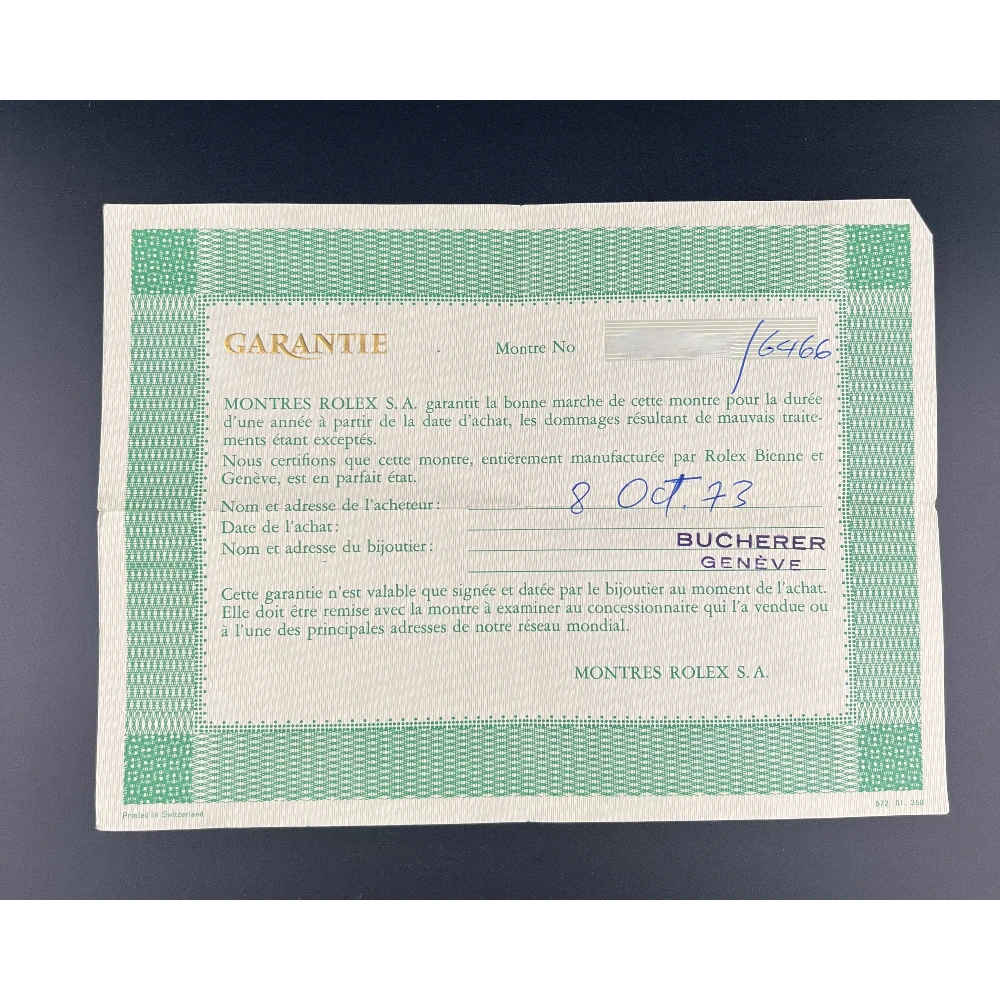 GARANTIE
Montre No /6466
MONTRES ROLEX S. A. garantit la bonne marche de cette montre pour la durée
d'une année à partir de la date d'achat, les dommages résultant de mauvais traite-
ments étant exceptés.
Nous certifions que cette montre, entièrement manufacturée par Rolex Bienne et
Genève, est en parfait état.
Nom et adresse de l'acheteur:
8 Oct. 73
Date de l'achat:
Nom et adresse du bijoutier:
BUCHERER
GENÈVE
Cette garantie n'est valable que signée et datée par le bijoutier au moment de l'achat.
Elle doit être remise avec la montre à examiner au concessionnaire qui l'a vendue ou
à l'une des principales adresses de notre réseau mondial.
MONTRES ROLEX S. A.
Printed in Switzerland
672. 01. 250